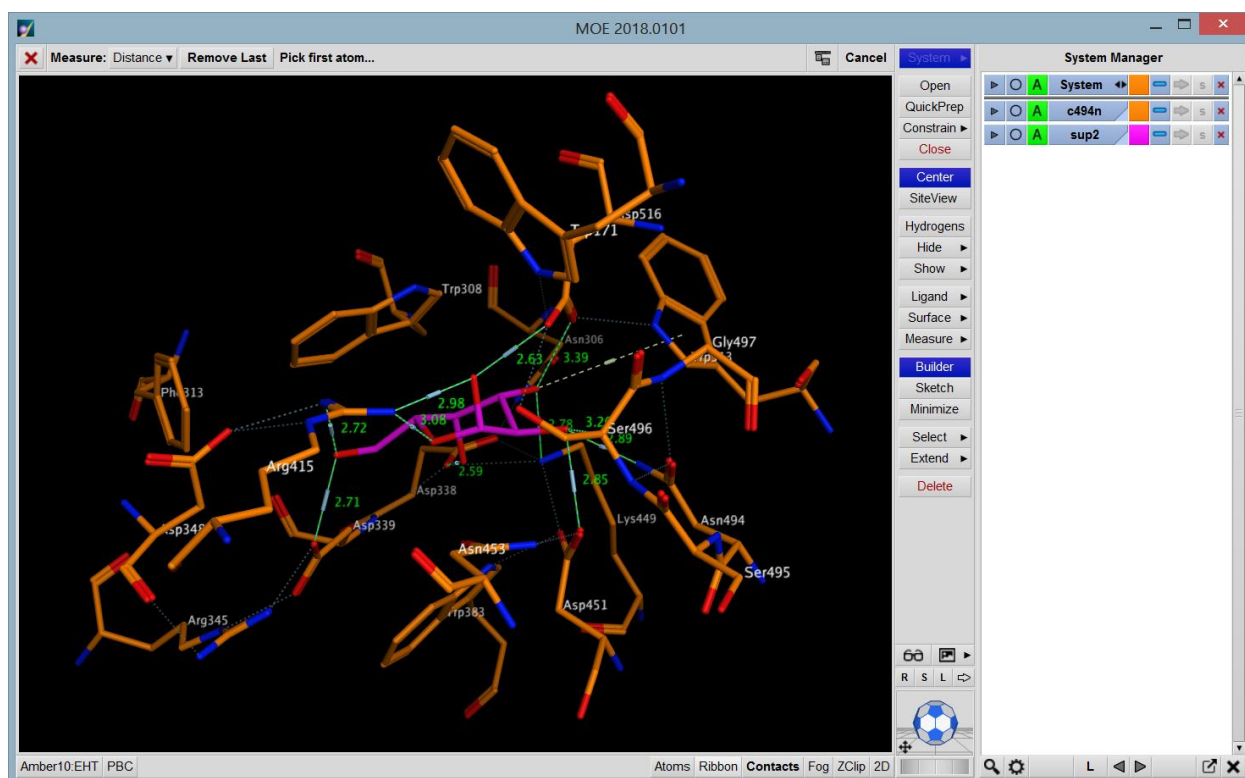 MOE 2018.0101
Measure: Distance Remove Last Pick first atom... Cancel
System
Open
QuickPrep
Constrain
Close
Center
SiteView
Hydrogens
Hide
Show
Ligand
Surface
Measure
Builder
Sketch
Minimize
Select
Extend
Delete
R S L
System Manager
A System s
A c494n s
A sup2 s
Trp308
Asn306
Gly497
2.63 3.39
2.98
3.08
2.72
Ser496
2.59
2.85
Arg415
Asp338
2.71
Asp339
Lys449
Asn494
Asn453
Ser495
Asp451
Arg345
Amber10:EHT PBC
Atoms Ribbon Contacts Fog ZClip 2D
L